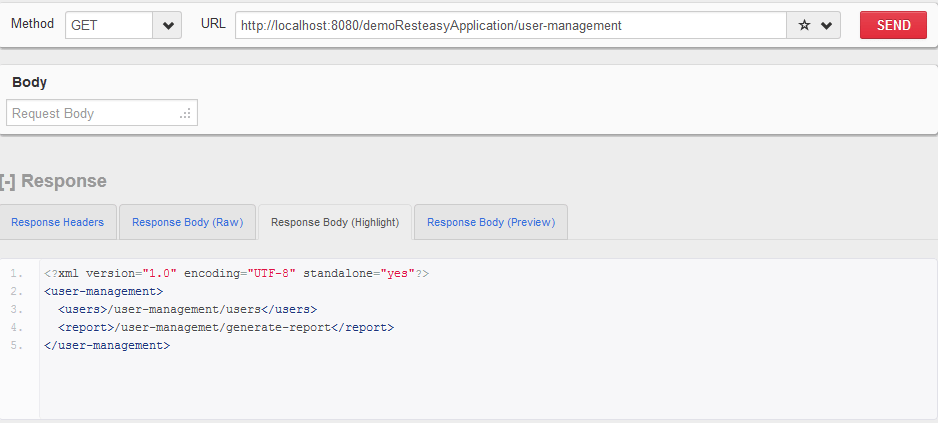 Method GET URL http://localhost:8080/demoResteasyApplication/user-management SEND
Body
Request Body
[-] Response
Response Headers Response Body (Raw) Response Body (Highlight) Response Body (Preview)
1. <?xml version="1.0" encoding="UTF-8" standalone="yes"?>
2. <user-management>
3. <users>/user-management/users</users>
4. <report>/user-managemet/generate-report</report>
5. </user-management>